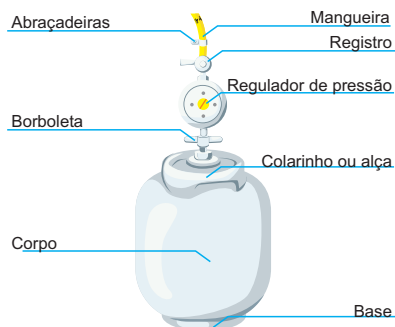 Abraçadeiras
Mangueira
Registro
Regulador de pressão
Borboleta
Colarinho ou alça
Corpo
Base